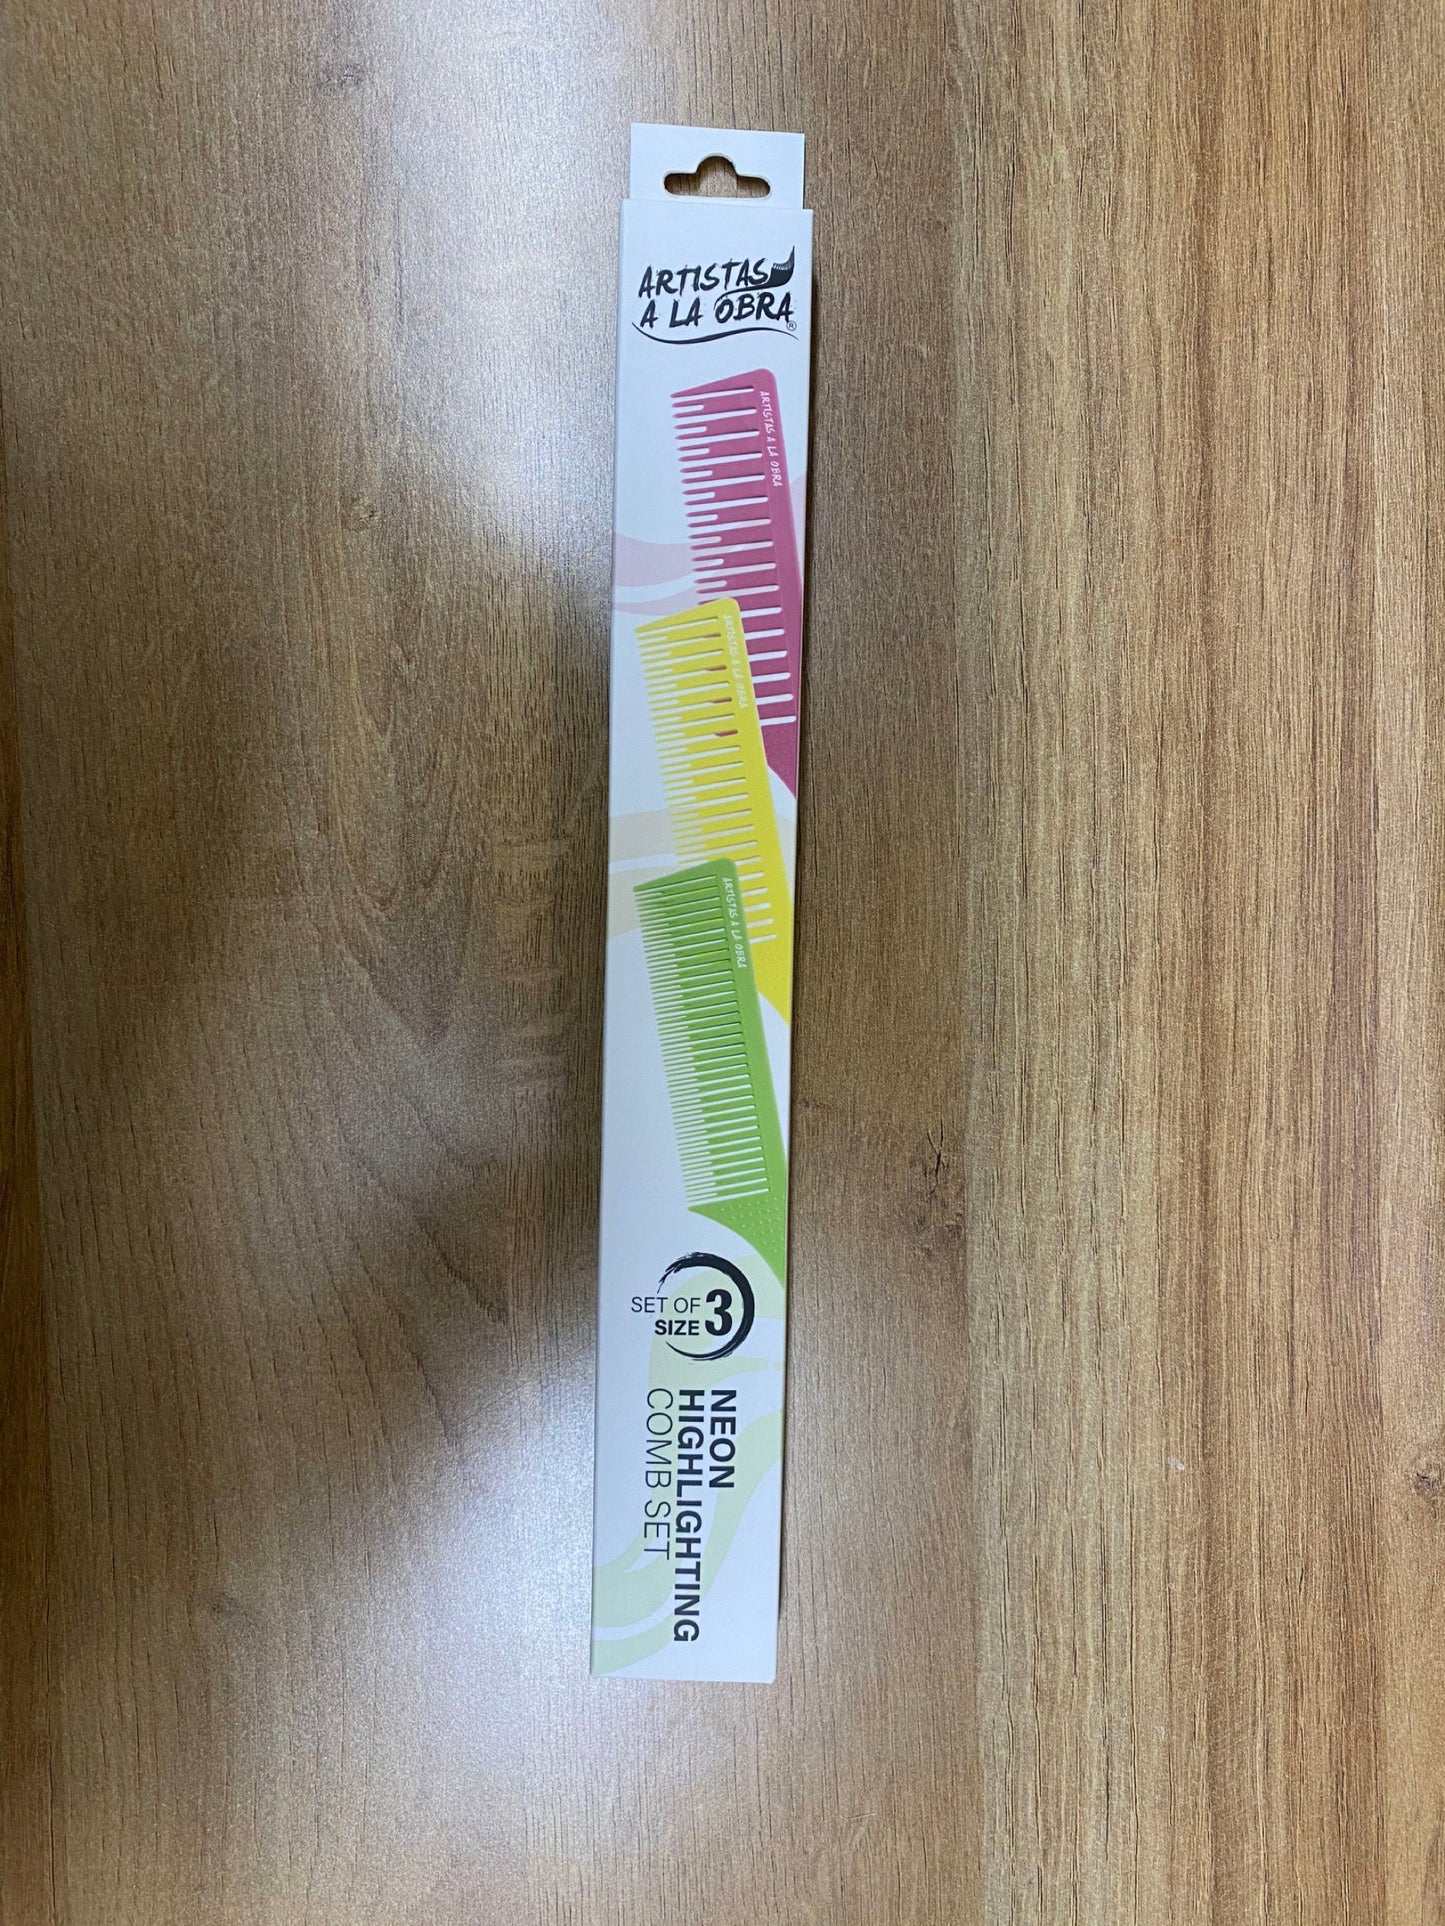 ARTISTAS
A LA OBRA
®
ARTISTAS A LA OBRA
ARTISTAS A LA OBRA
ARTISTAS A LA OBRA
SET OF 3
SIZE
NEON
HIGHLIGHTING
COMB SET